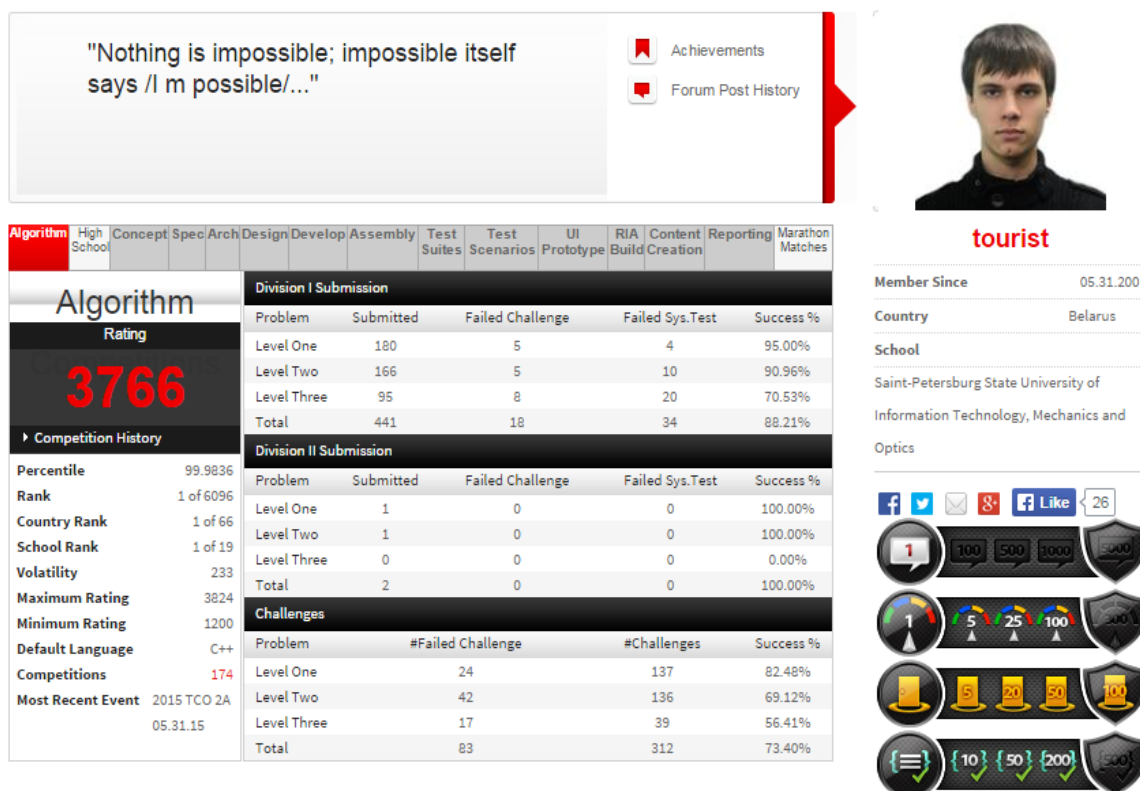 "Nothing is impossible; impossible itself
says /I m possible/..."
Achievements
Forum Post History
Algorithm High School Concept Spec Arch Design Develop Assembly Test Suites Test Scenarios UI Prototype RIA Build Content Creation Reporting Marathon Matches
Algorithm
Competitions
Rating
3766
Competition History
Percentile 99.9836
Rank 1 of 6096
Country Rank 1 of 66
School Rank 1 of 19
Volatility 233
Maximum Rating 3824
Minimum Rating 1200
Default Language C++
Competitions 174
Most Recent Event 2015 TCO 2A
05.31.15
Division I Submission
Problem Submitted Failed Challenge Failed Sys.Test Success %
Level One 180 5 4 95.00%
Level Two 166 5 10 90.96%
Level Three 95 8 20 70.53%
Total 441 18 34 88.21%
Division II Submission
Problem Submitted Failed Challenge Failed Sys.Test Success %
Level One 1 0 0 100.00%
Level Two 1 0 0 100.00%
Level Three 0 0 0 0.00%
Total 2 0 0 100.00%
Challenges
Problem #Failed Challenge #Challenges Success %
Level One 24 137 82.48%
Level Two 42 136 69.12%
Level Three 17 39 56.41%
Total 83 312 73.40%
tourist
Member Since 05.31.200
Country Belarus
School
Saint-Petersburg State University of
Information Technology, Mechanics and
Optics
f 8+ f Like 26
1 100 500 1000 5000
1 5 25 100 500
5 20 50 100
{≡} {10} {50} {200} {500}